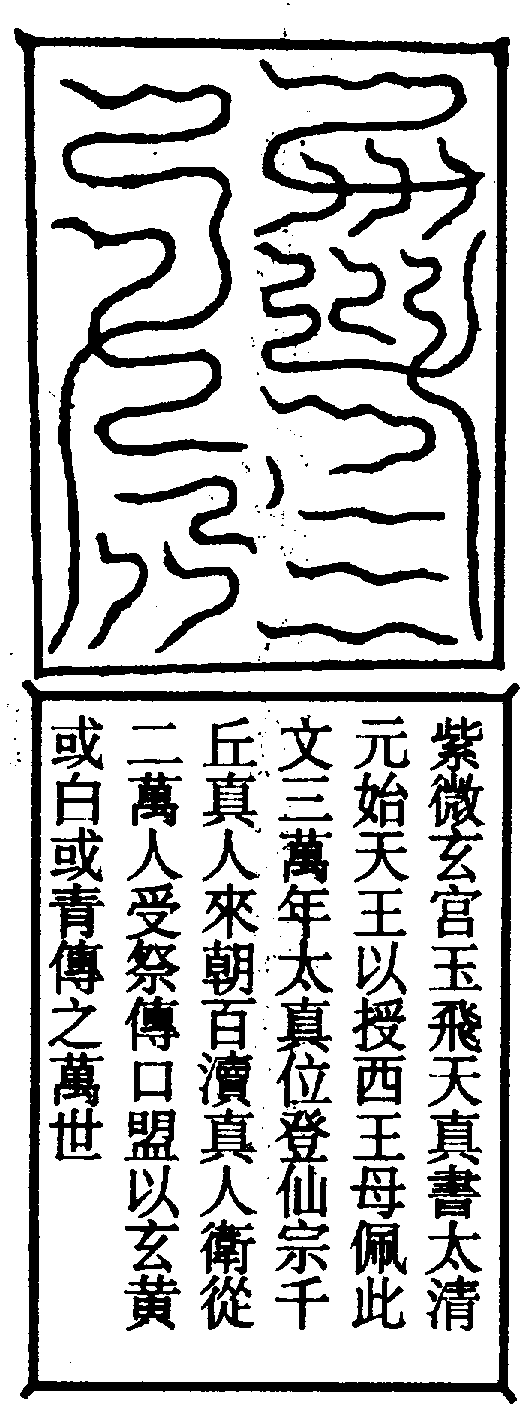 紫微玄宮玉飛天真書太清
元始天王以授西王母佩此
文三萬年太真位登仙宗千
丘真人來朝百瀆真人衛從
二萬人受祭傳口盟以玄黄
或白或青傳之萬世